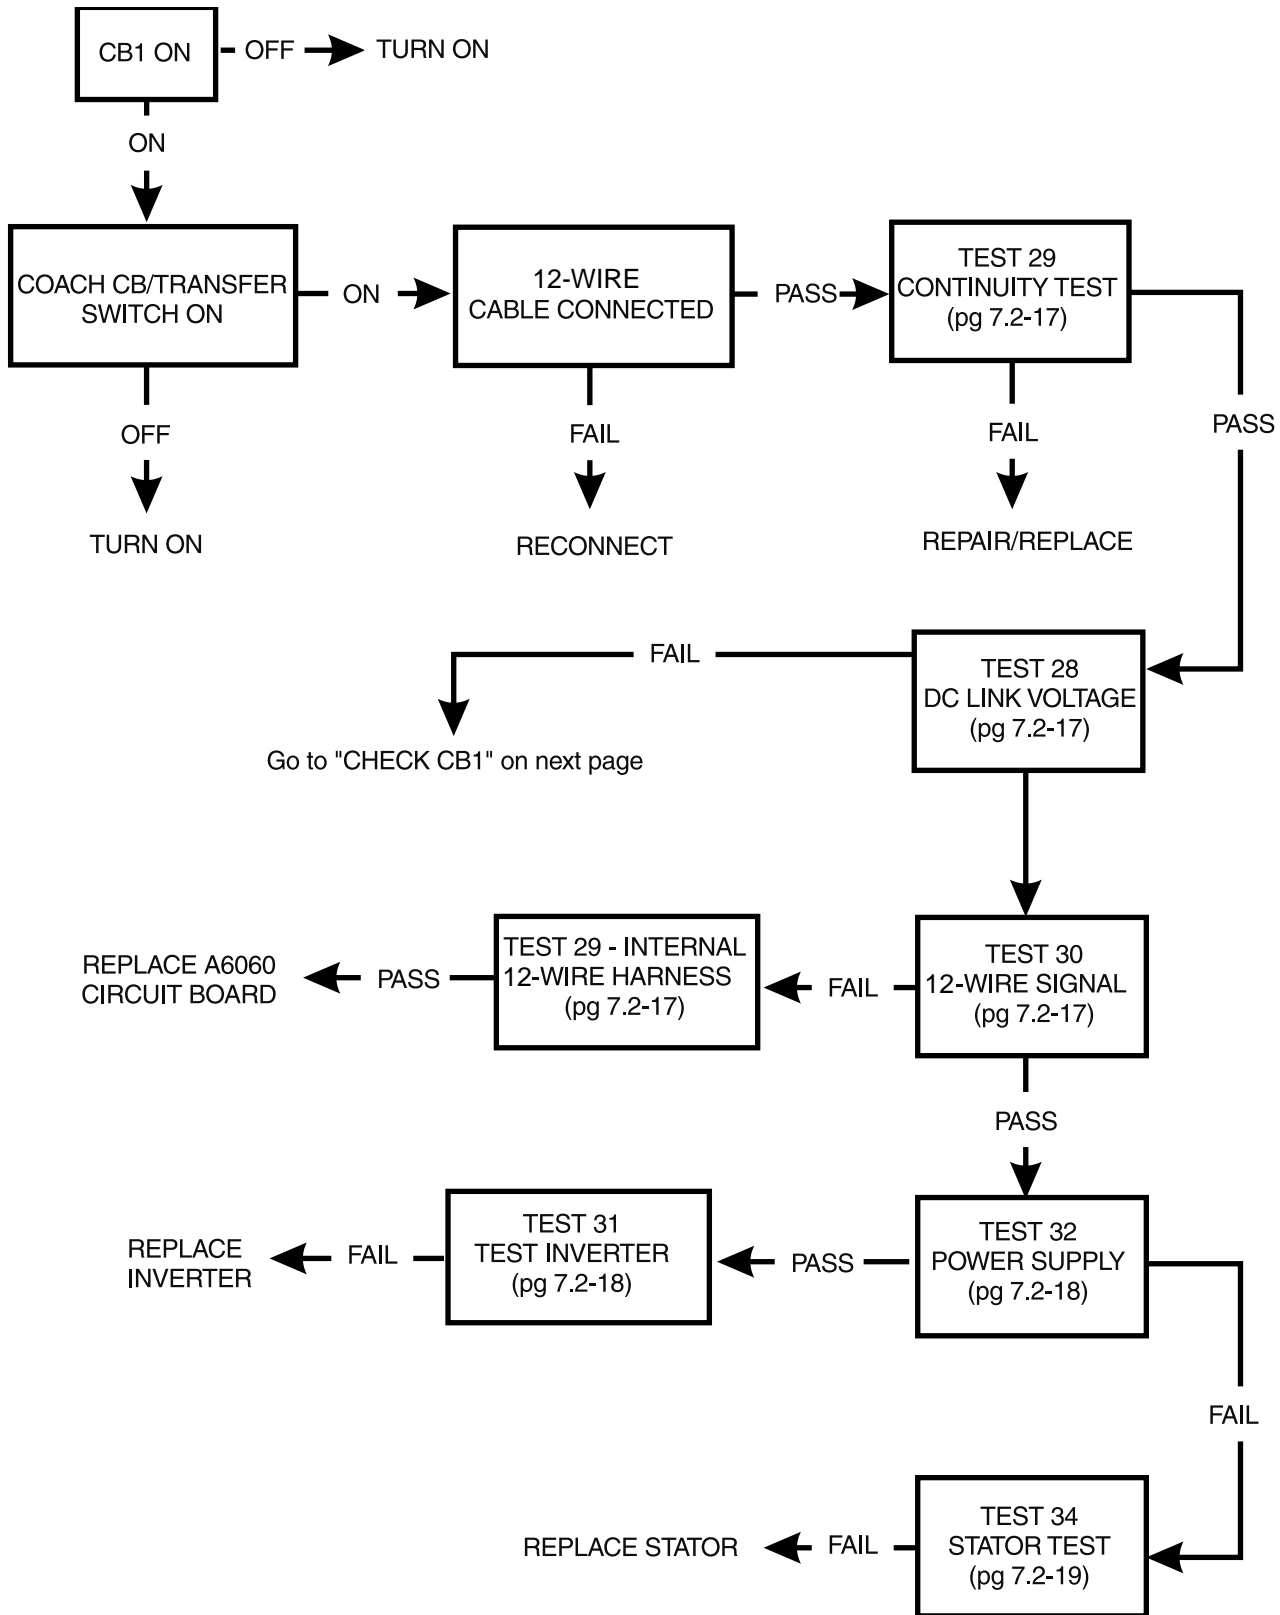 CB1 ON
OFF
TURN ON
ON
COACH CB/TRANSFER
SWITCH ON
ON
12-WIRE
CABLE CONNECTED
PASS
TEST 29
CONTINUITY TEST
(pg 7.2-17)
OFF
FAIL
FAIL
PASS
TURN ON
RECONNECT
REPAIR/REPLACE
FAIL
TEST 28
DC LINK VOLTAGE
(pg 7.2-17)
Go to "CHECK CB1" on next page
REPLACE A6060
CIRCUIT BOARD
PASS
TEST 29 - INTERNAL
12-WIRE HARNESS
(pg 7.2-17)
FAIL
TEST 30
12-WIRE SIGNAL
(pg 7.2-17)
PASS
REPLACE
INVERTER
FAIL
TEST 31
TEST INVERTER
(pg 7.2-18)
PASS
TEST 32
POWER SUPPLY
(pg 7.2-18)
FAIL
REPLACE STATOR
FAIL
TEST 34
STATOR TEST
(pg 7.2-19)